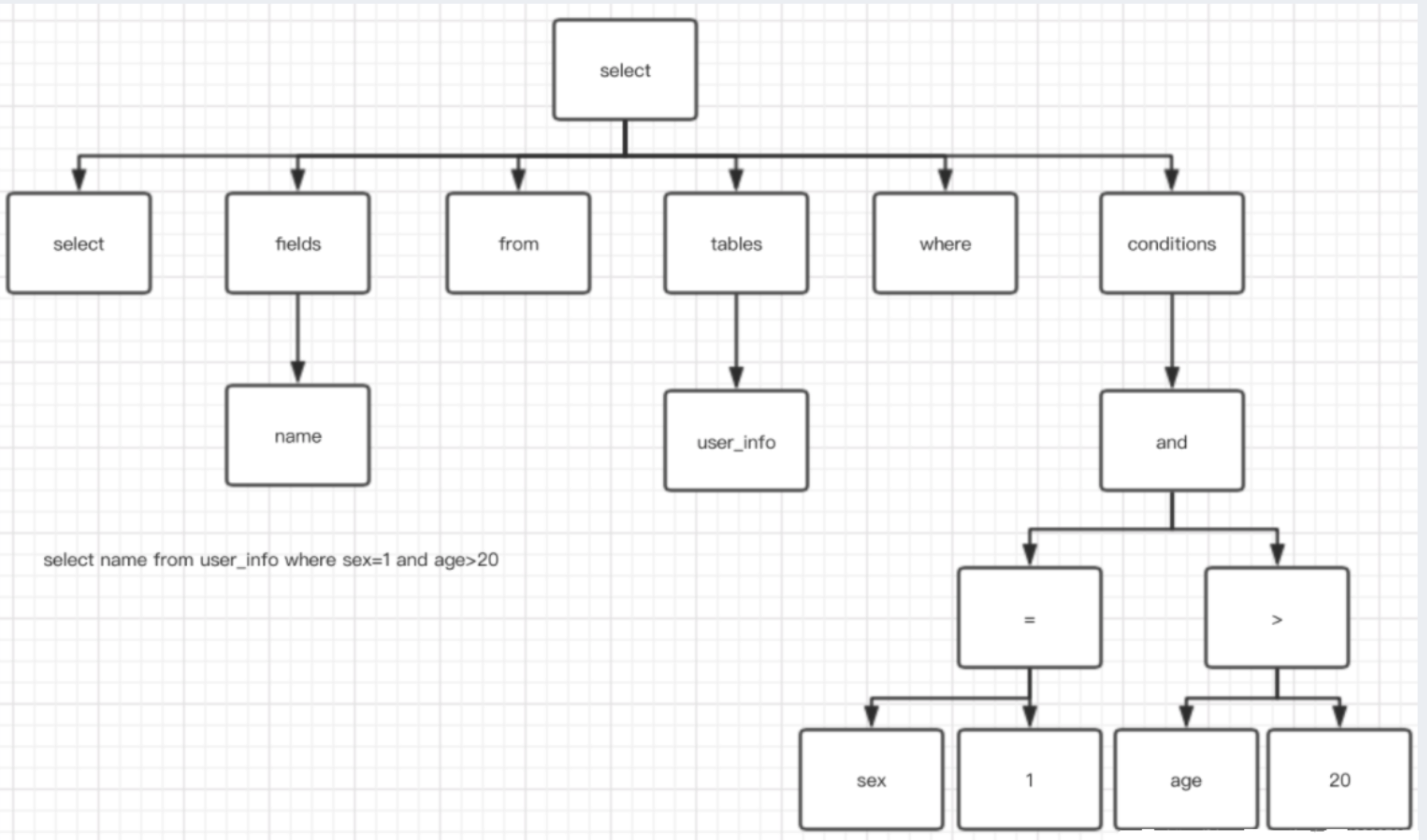 select
select
fields
from
tables
where
conditions
name
user_info
and
select name from user_info where sex=1 and age>20
=
>
sex
1
age
20